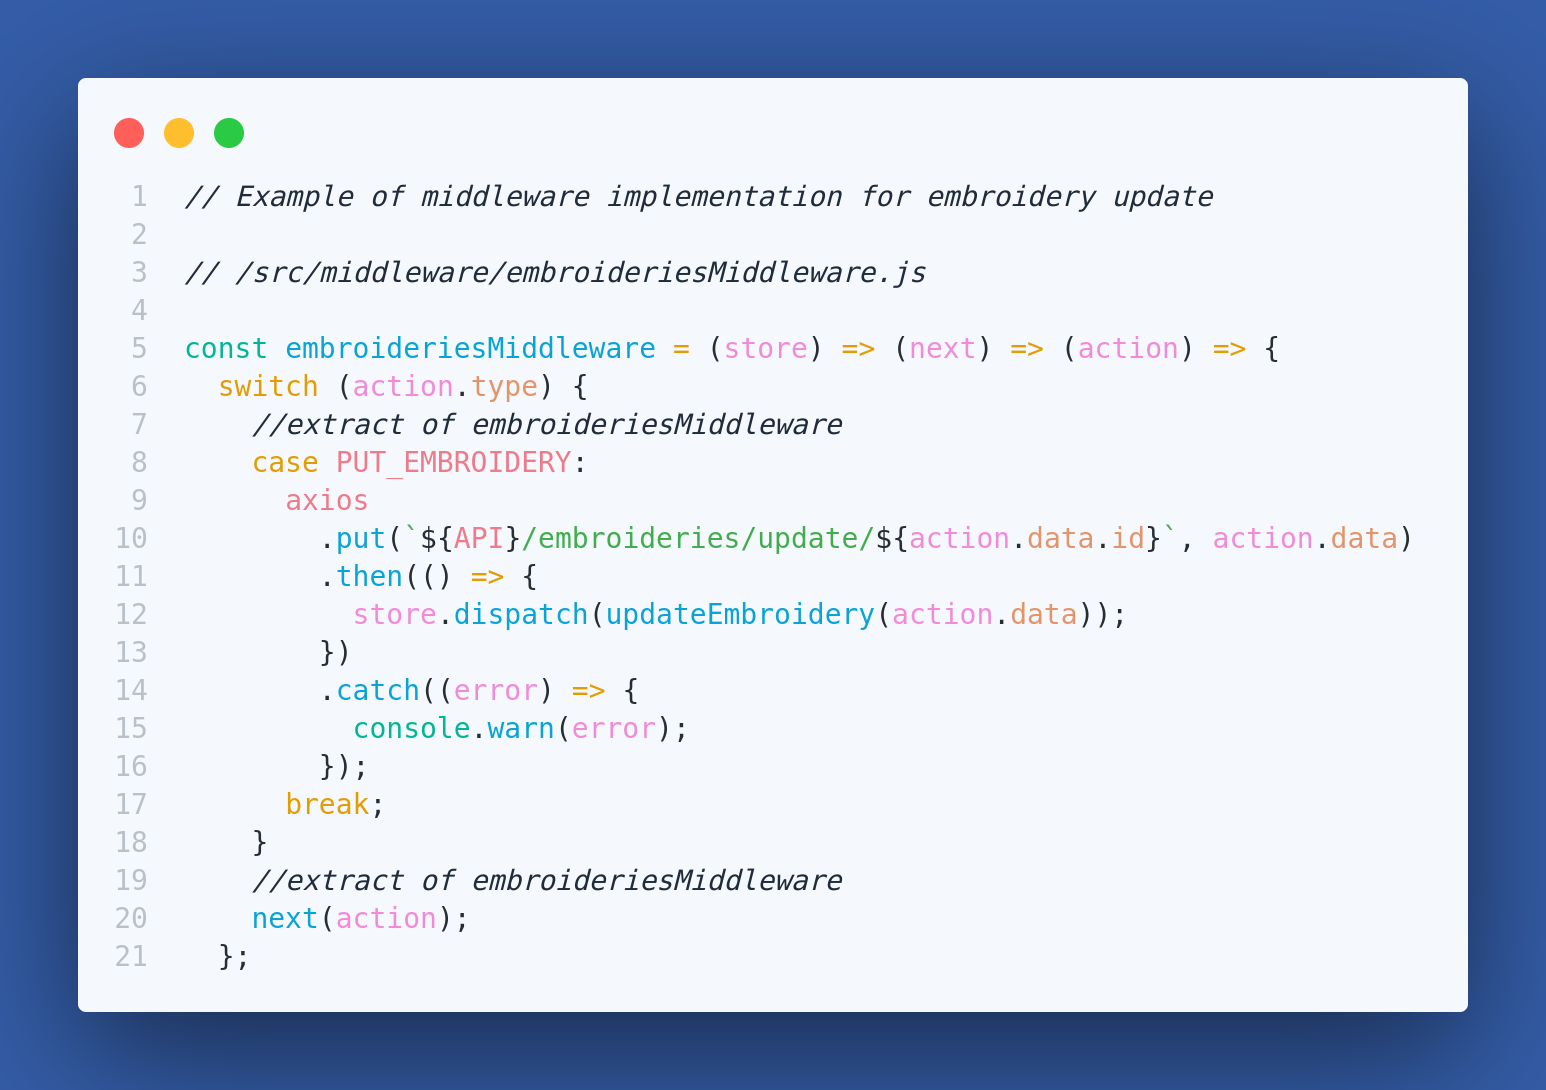 1 // Example of middleware implementation for embroidery update
2
3 // /src/middleware/embroideriesMiddleware.js
4
5 const embroideriesMiddleware = (store) => (next) => (action) => {
6   switch (action.type) {
7     //extract of embroideriesMiddleware
8     case PUT_EMBROIDERY:
9       axios
10         .put(`${API}/embroideries/update/${action.data.id}`, action.data)
11         .then(() => {
12           store.dispatch(updateEmbroidery(action.data));
13         })
14         .catch((error) => {
15           console.warn(error);
16         });
17       break;
18     }
19     //extract of embroideriesMiddleware
20     next(action);
21   };